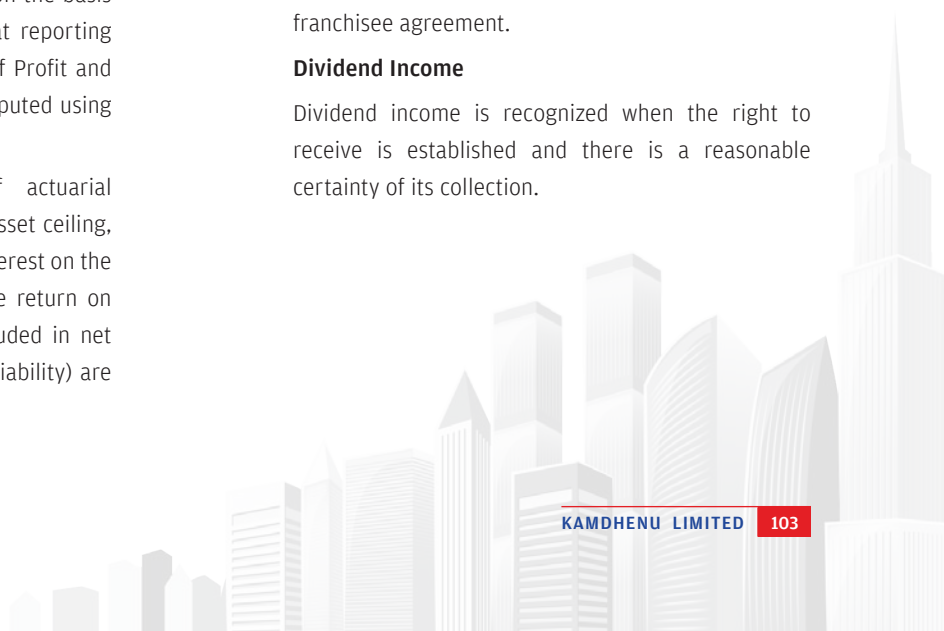 on the basis
at reporting
f Profit and
puted using
actuarial
sset ceiling,
erest on the
e return on
uded in net
iability) are
franchisee agreement.
Dividend Income
Dividend income is recognized when the right to
receive is established and there is a reasonable
certainty of its collection.
KAMDHENU LIMITED 103